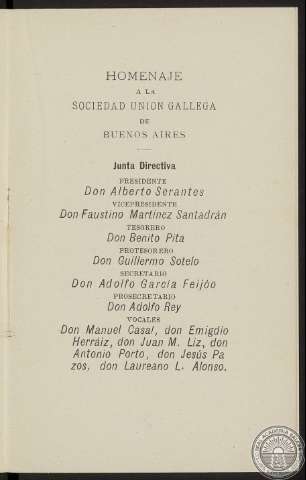 HOMENAJE
Á LA
SOCIEDAD UNION GALLEGA
DE
BUENOS AIRES
Junta Directiva
PRESIDENTE
Don Alberto Serantes
VICEPRESIDENTE
Don Faustino Martínez Santadrán
TESORERO
Don Benito Pita
PROTESORERO
Don Guillermo Sotelo
SECRETARIO
Don Adolfo García Feijóo
PROSECRETARIO
Don Adolfo Rey
VOCALES
Don Manuel Casal, don Emigdio
Herráiz, don Juan M. Liz, don
Antonio Porto, don Jesús Pa
zos, don Laureano L. Alonso.